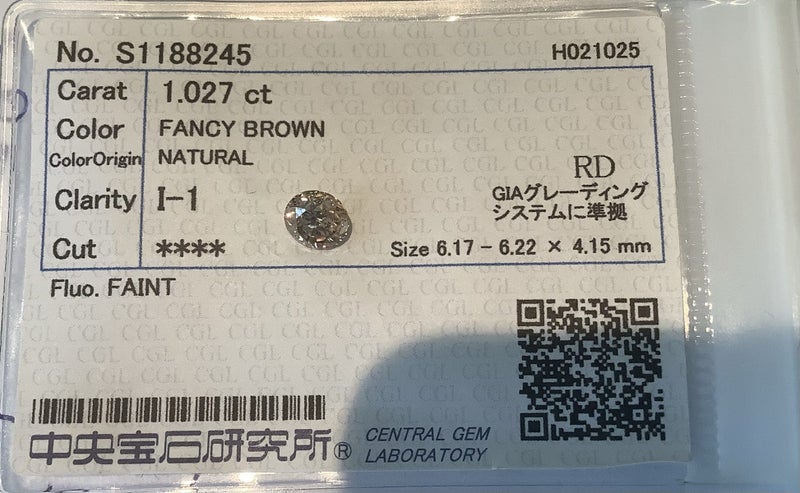 No. S1188245 H021025
Carat 1.027 ct
Color FANCY BROWN
ColorOrigin NATURAL
RD
Clarity I-1
GIAグレーディング
システムに準拠
Cut **** Size 6.17 - 6.22 × 4.15 mm
Fluo. FAINT
中央宝石研究所® CENTRAL GEM
LABORATORY